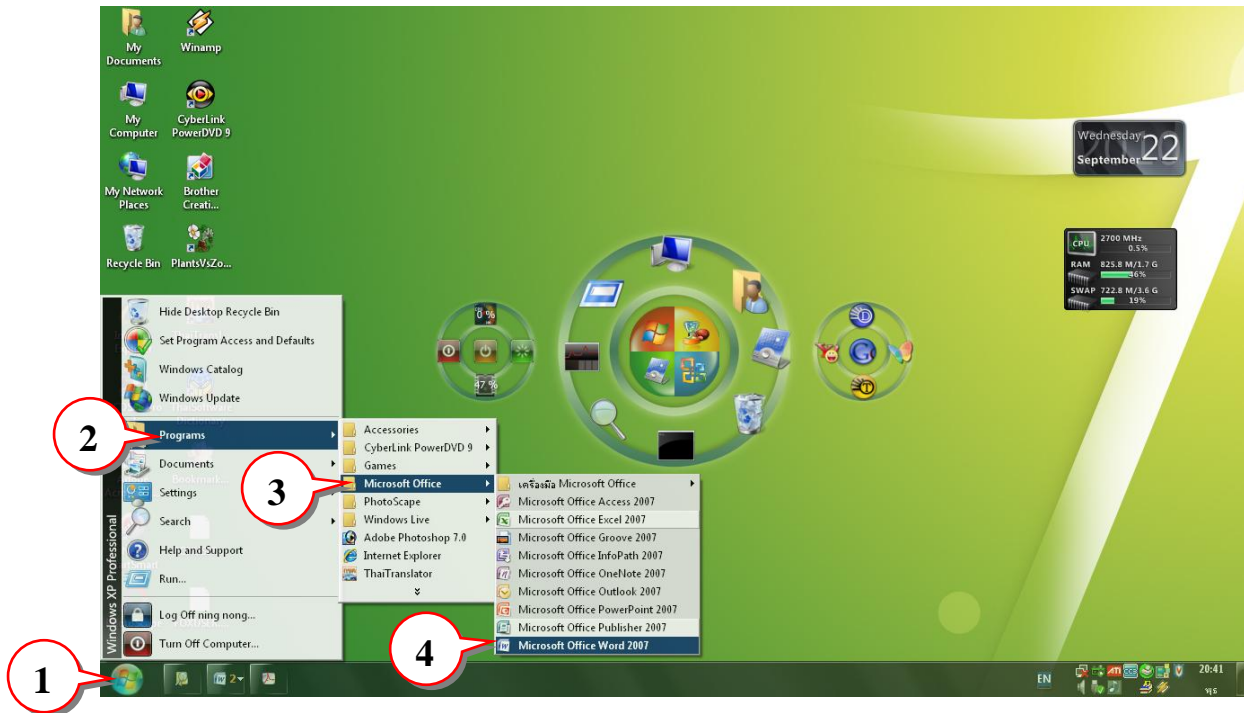 My Documents
Winamp
My Computer
CyberLink PowerDVD 9
My Network Places
Brother Creati...
Recycle Bin
PlantsVsZo...
Wednesday
September
22
CPU
2700 MHz
0.5%
RAM
825.8 M/1.7 G
46%
SWAP
722.8 M/3.6 G
19%
0 %
47 %
Windows XP Professional
Hide Desktop Recycle Bin
Set Program Access and Defaults
Windows Catalog
Windows Update
2
Programs
Documents
Settings
Search
Help and Support
Run...
Log Off ning nong...
Turn Off Computer...
Accessories
CyberLink PowerDVD 9
Games
3
Microsoft Office
PhotoScape
Windows Live
Adobe Photoshop 7.0
Internet Explorer
ThaiTranslator
เครื่องมือ Microsoft Office
Microsoft Office Access 2007
Microsoft Office Excel 2007
Microsoft Office Groove 2007
Microsoft Office InfoPath 2007
Microsoft Office OneNote 2007
Microsoft Office Outlook 2007
Microsoft Office PowerPoint 2007
Microsoft Office Publisher 2007
4
Microsoft Office Word 2007
1
2
EN
ATI
20:41
พุธ